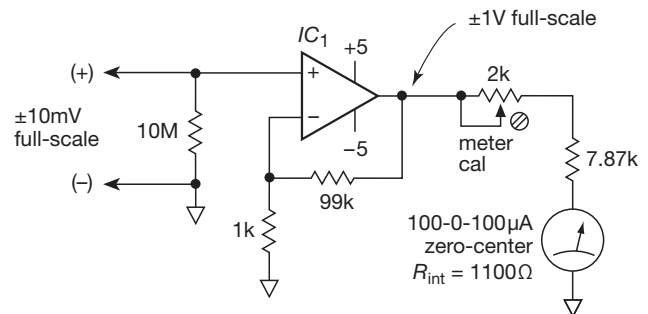 ±1V full-scale
IC1
+5
(+)
+
2k
±10mV
full-scale
10M
–
–5
meter
cal
7.87k
(–)
99k
1k
100-0-100µA
zero-center
Rint = 1100Ω